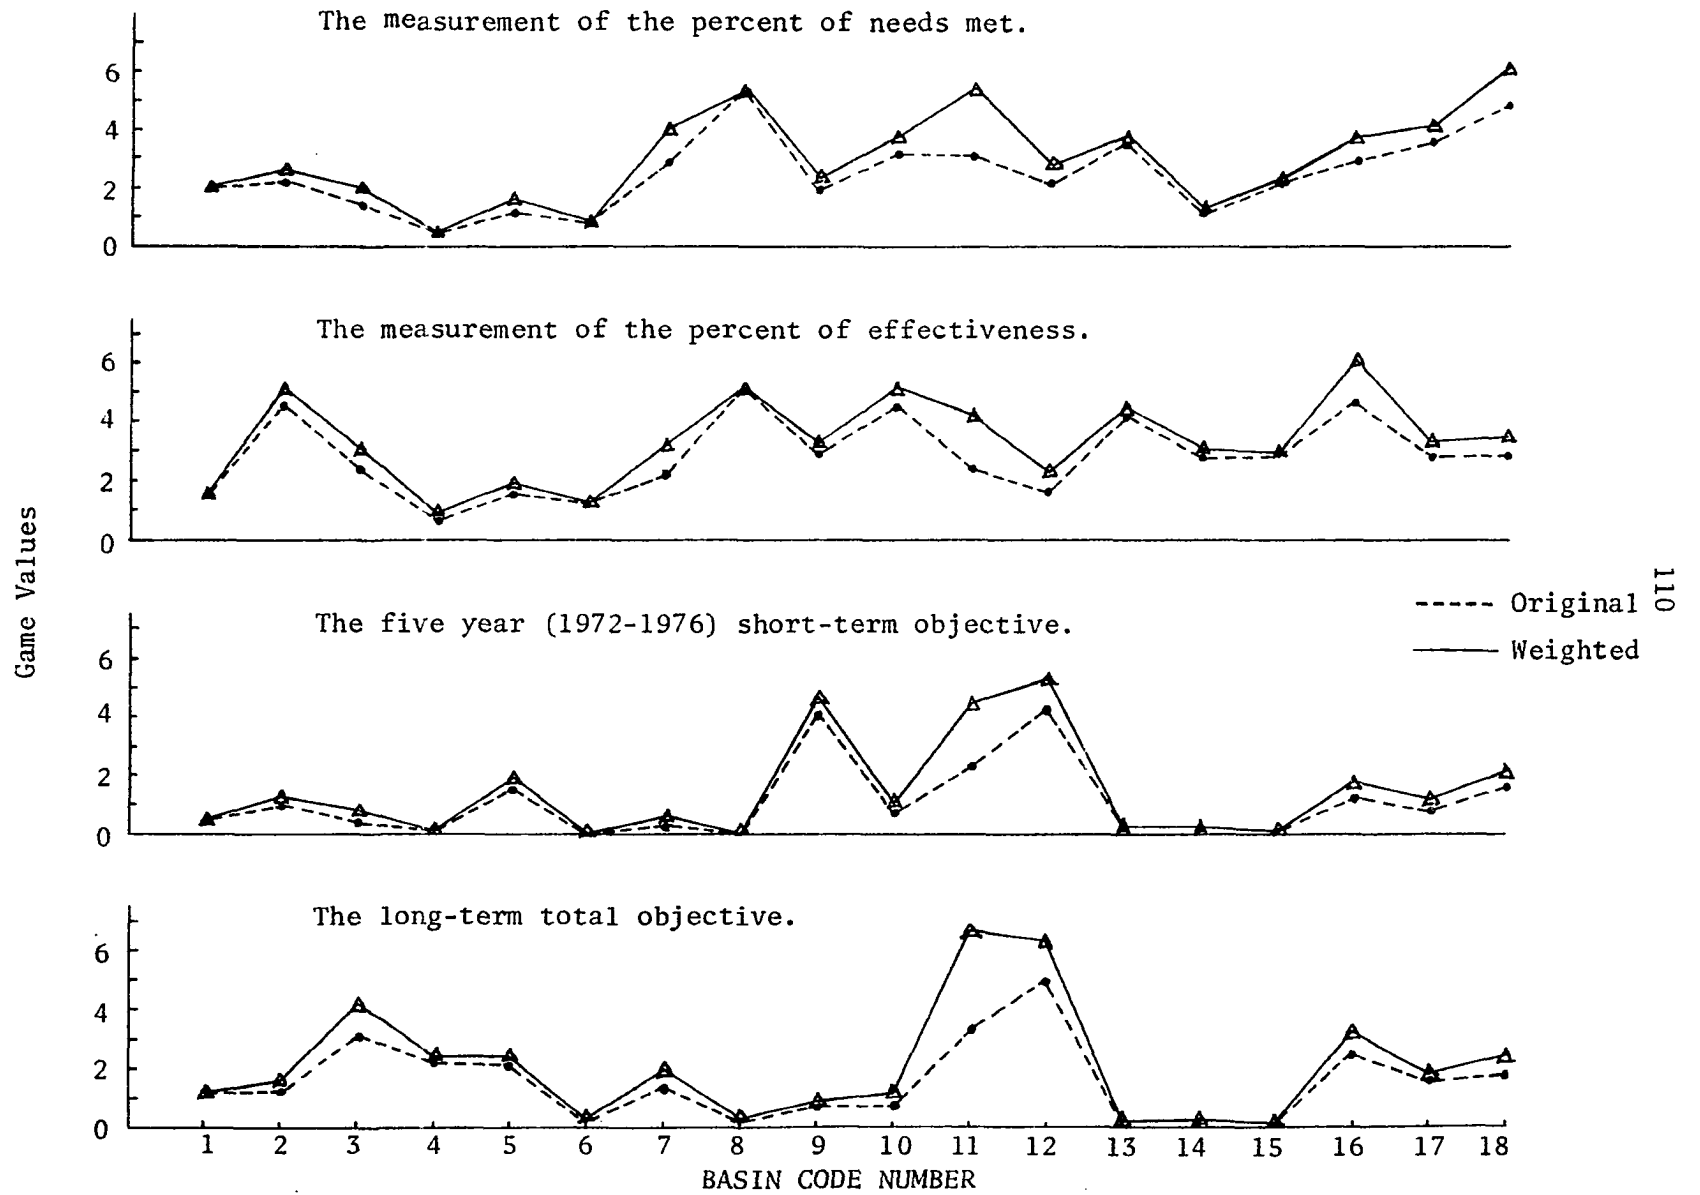 The measurement of the percent of needs met.
6
4
2
0
The measurement of the percent of effectiveness.
6
4
2
0
Game Values
The five year (1972-1976) short-term objective.
6
4
2
0
Original
Weighted
110
The long-term total objective.
6
4
2
0
1 2 3 4 5 6 7 8 9 10 11 12 13 14 15 16 17 18
BASIN CODE NUMBER